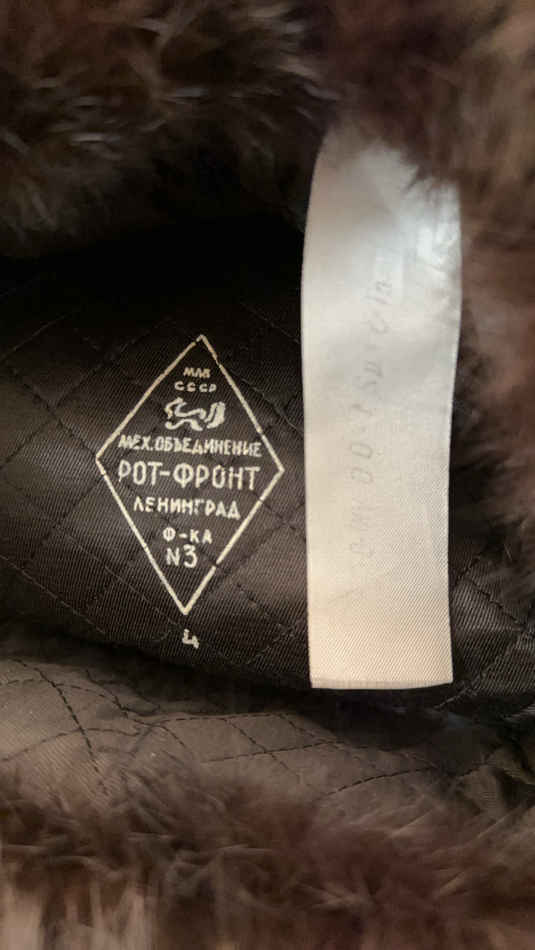 МЛП
СССР
МЕХ.ОБЪЕДИНЕНИЕ
РОТ-ФРОНТ
ЛЕНИНГРАД
Ф-КА
N3